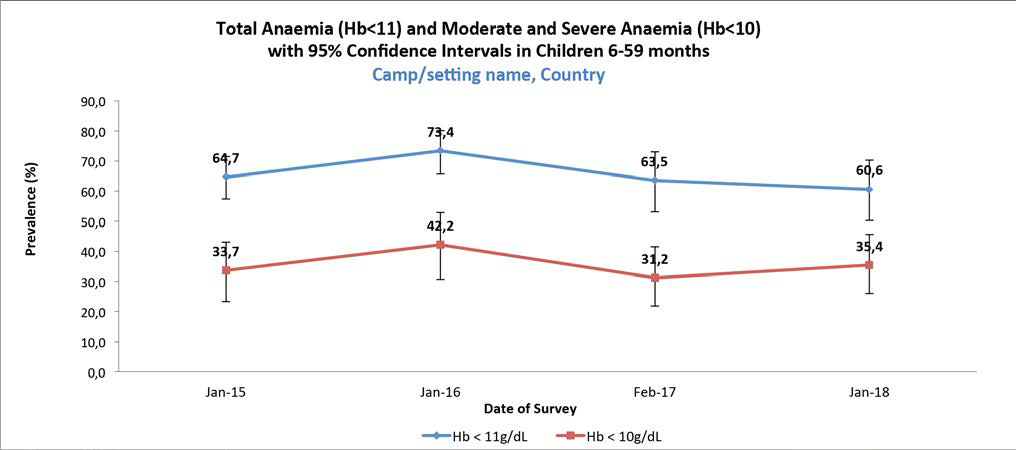 Total Anaemia (Hb<11) and Moderate and Severe Anaemia (Hb<10)
with 95% Confidence Intervals in Children 6-59 months
Camp/setting name, Country
Prevalence (%)
90,0
80,0
70,0
60,0
50,0
40,0
30,0
20,0
10,0
0,0
64,7
73,4
63,5
60,6
33,7
42,2
31,2
35,4
Jan-15
Jan-16
Feb-17
Jan-18
Date of Survey
Hb < 11g/dL
Hb < 10g/dL